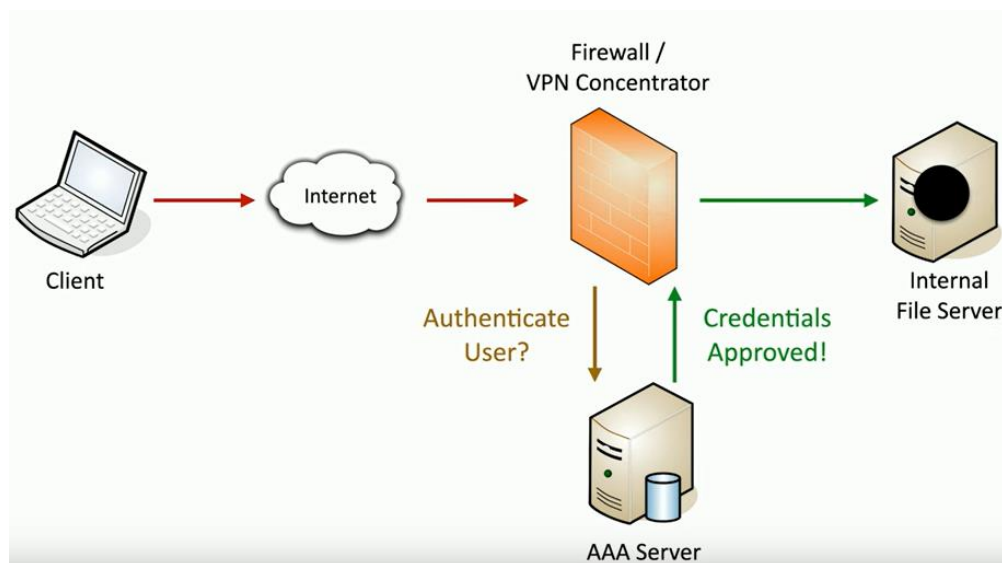 Firewall /
VPN Concentrator
Internet
Client
Internal
File Server
Authenticate
User?
Credentials
Approved!
AAA Server